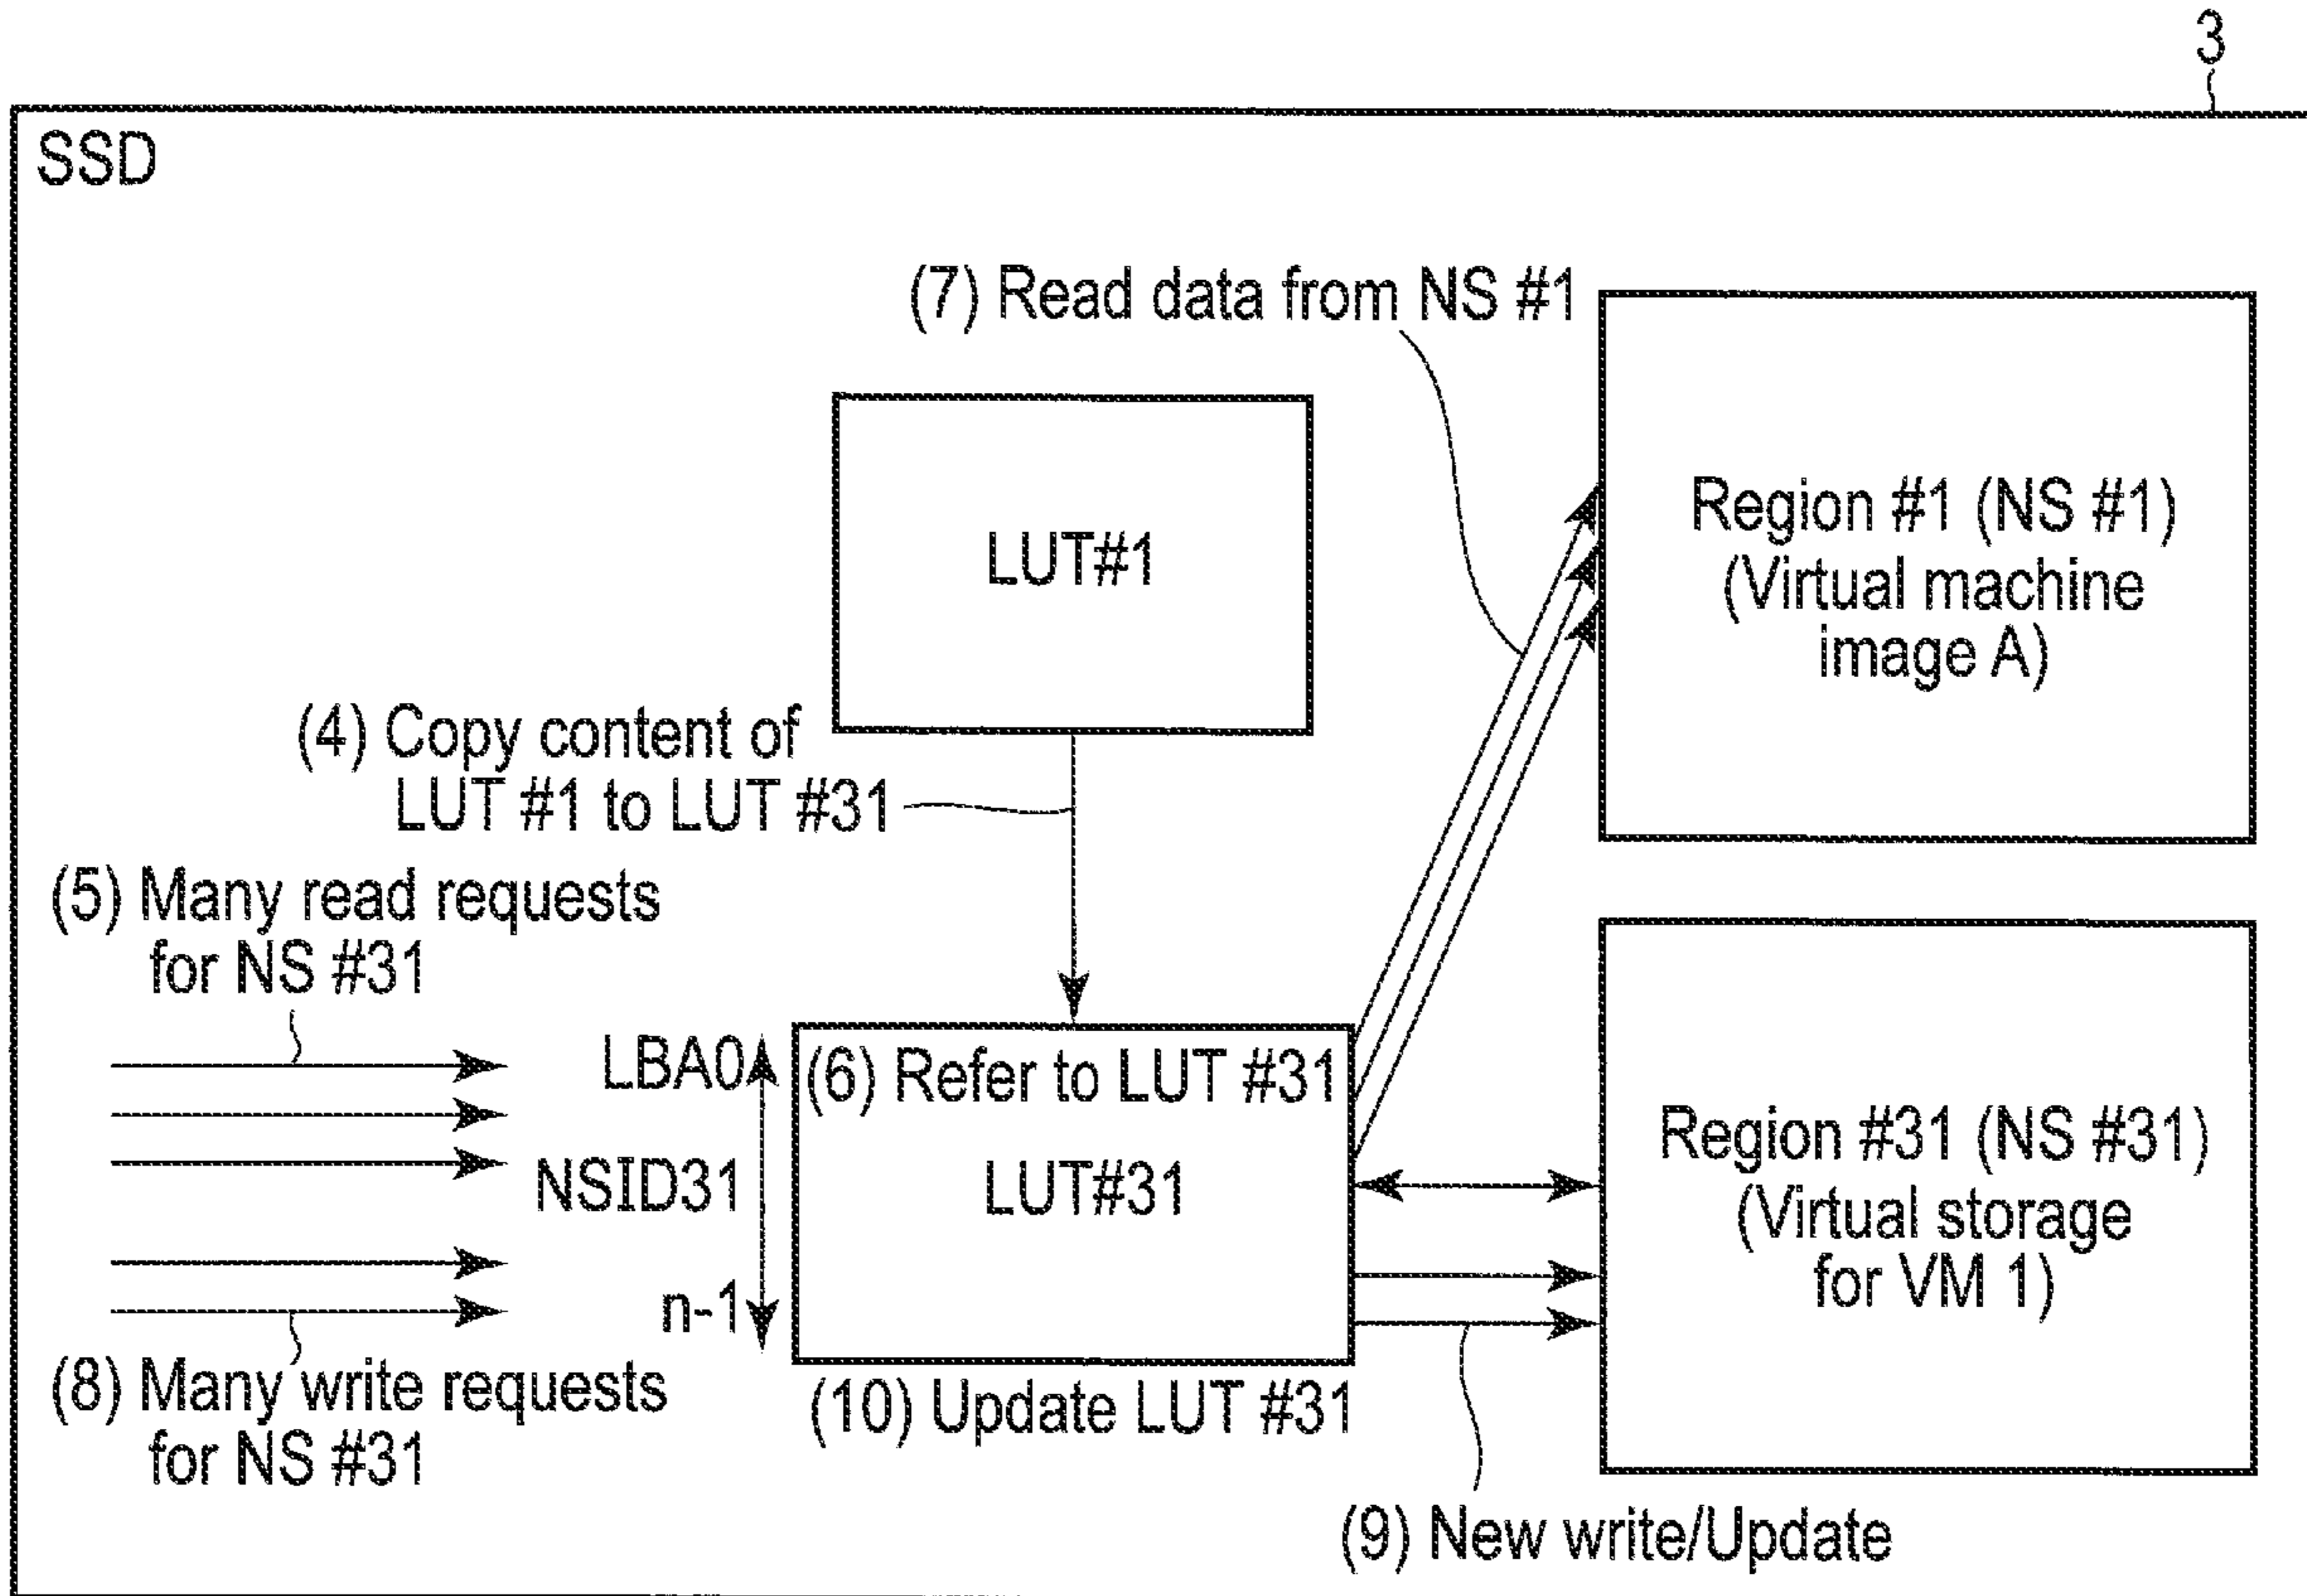 3
SSD
(7) Read data from NS #1
LUT#1
Region #1 (NS #1)
(Virtual machine
image A)
(4) Copy content of
LUT #1 to LUT #31
(5) Many read requests
for NS #31
LBA0
(6) Refer to LUT #31
NSID31
LUT#31
n-1
Region #31 (NS #31)
(Virtual storage
for VM 1)
(8) Many write requests
for NS #31
(10) Update LUT #31
(9) New write/Update